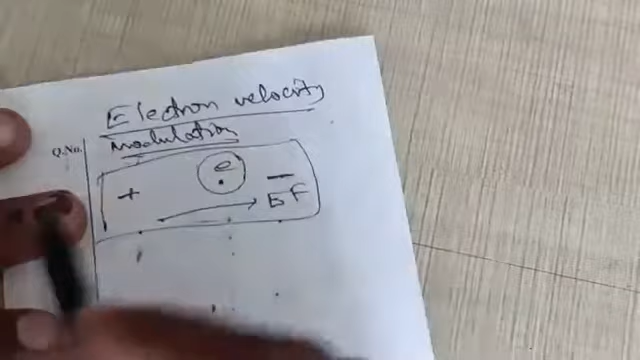 Electron velocity
modulation
Q.No.
e
+ –
EF